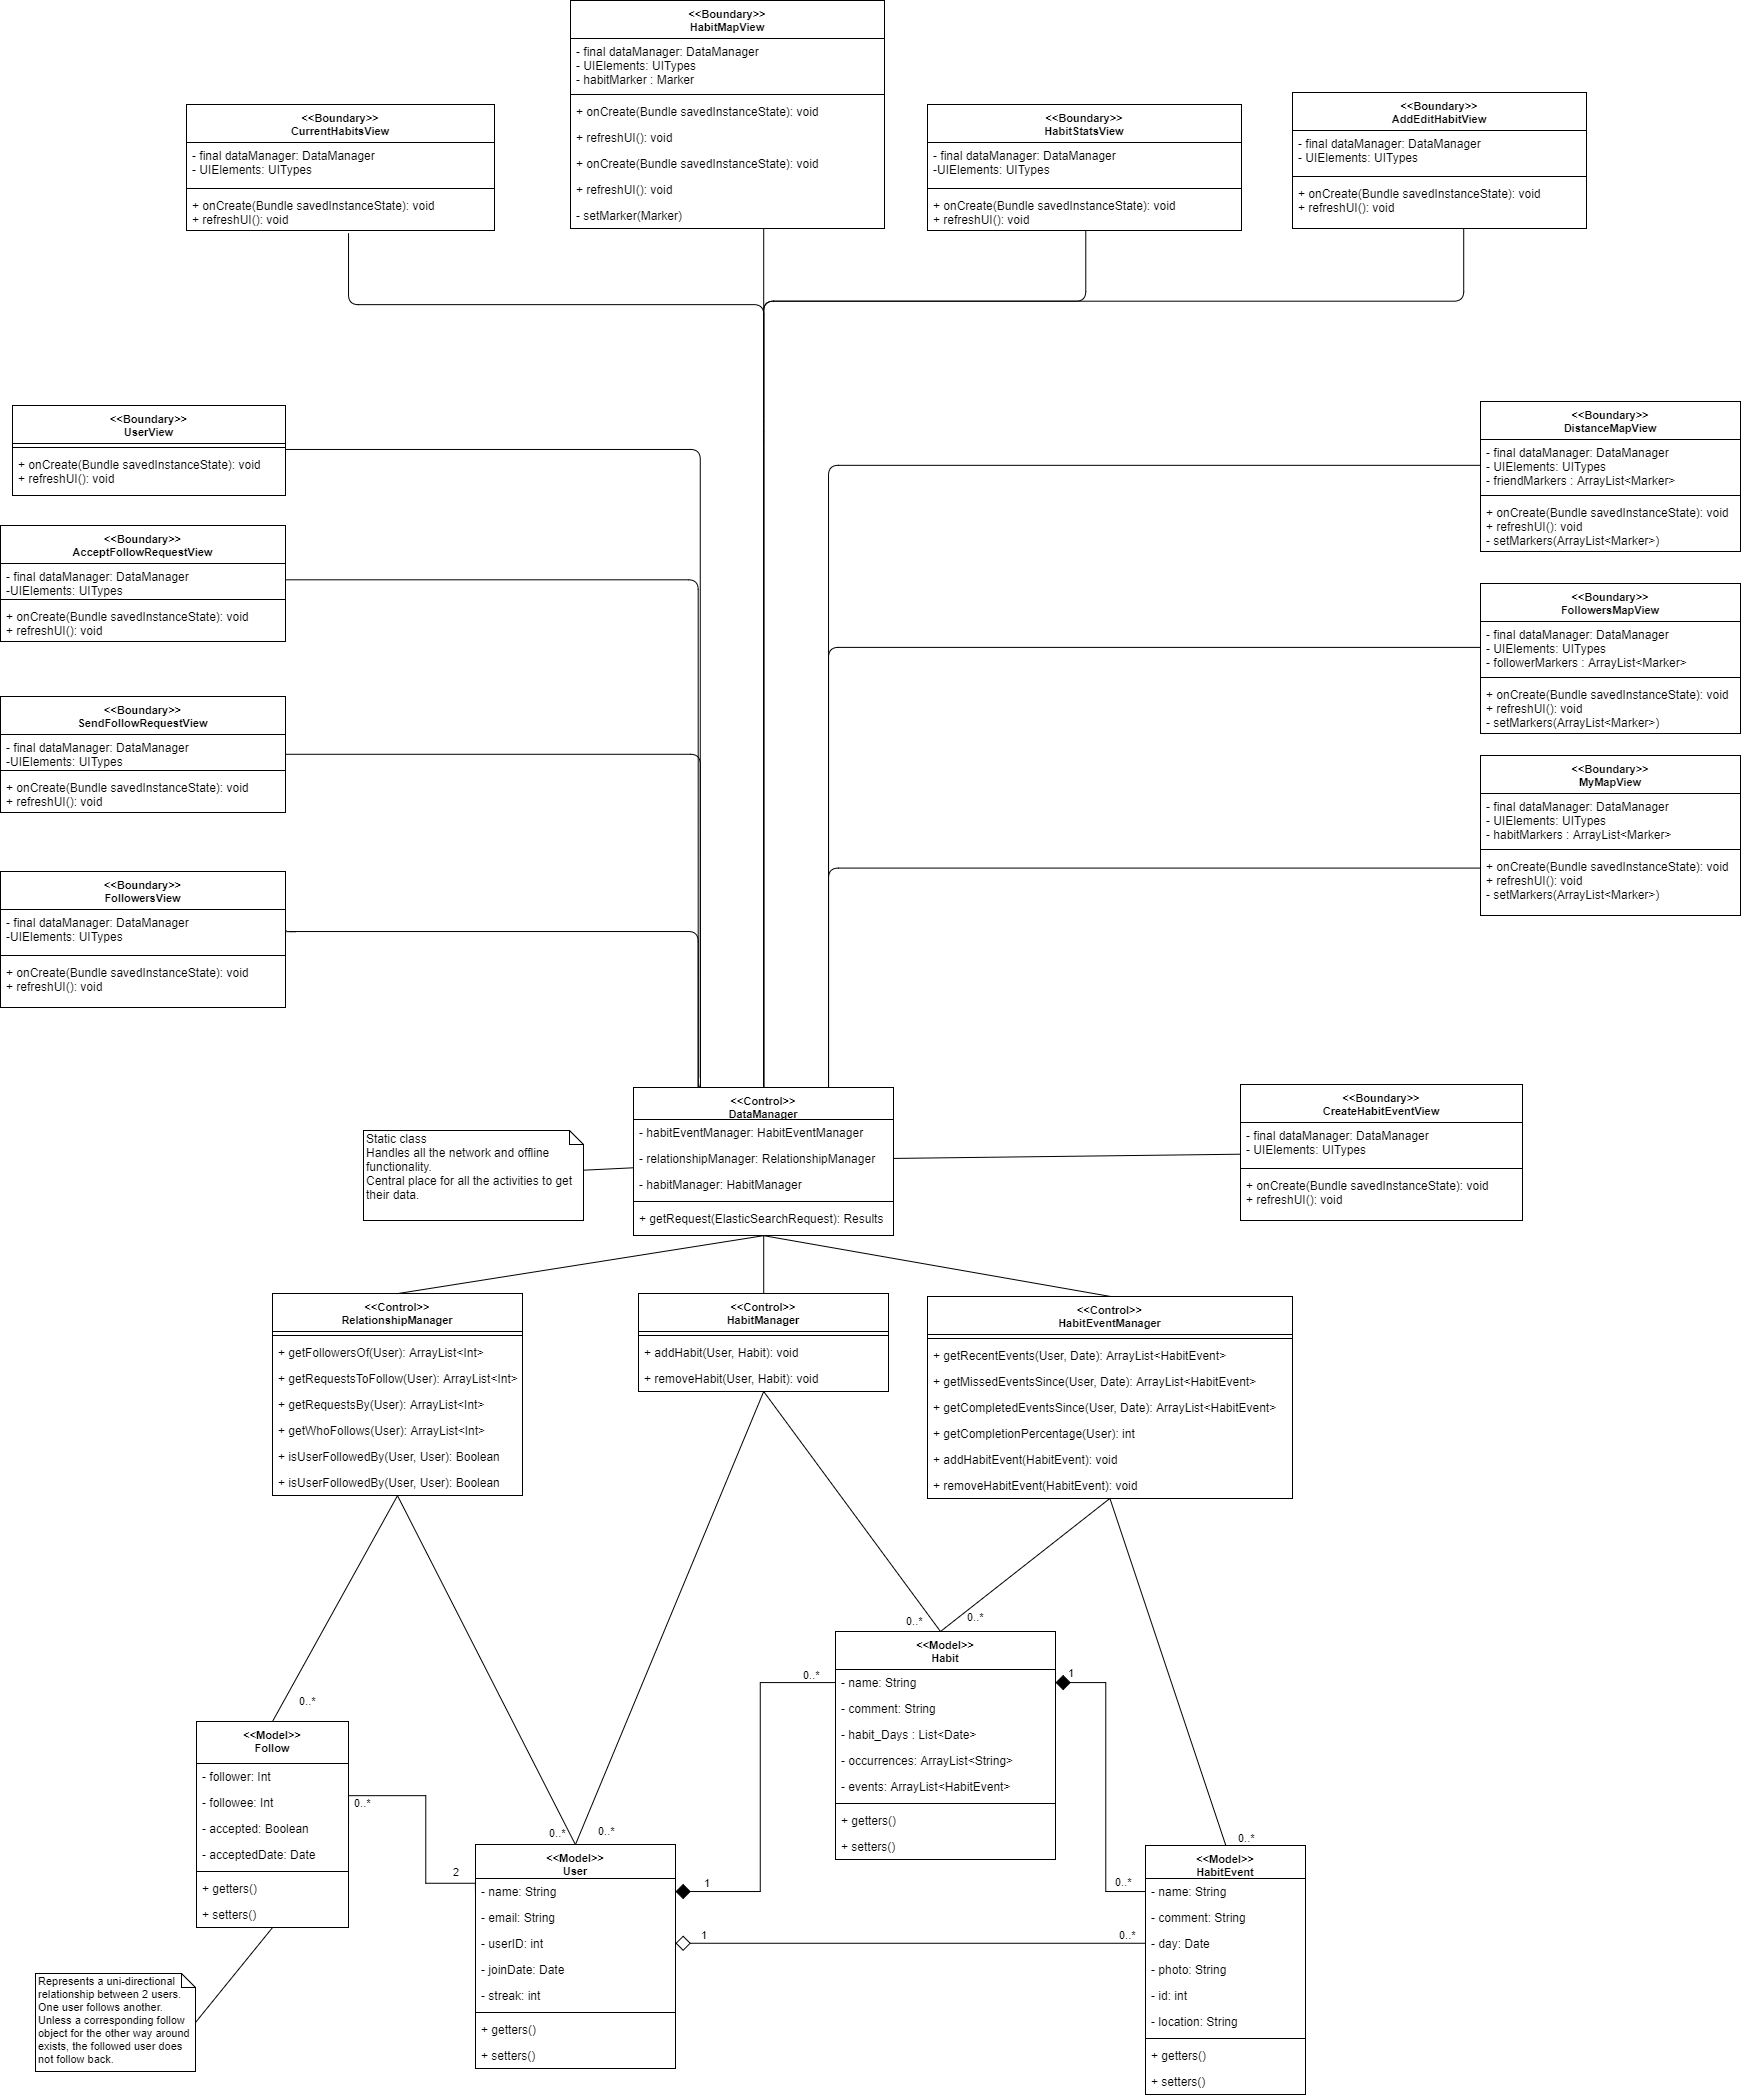 <<Boundary>>
HabitMapView
- final dataManager: DataManager
- UIElements: UITypes
- habitMarker : Marker
+ onCreate(Bundle savedInstanceState): void
+ refreshUI(): void
+ onCreate(Bundle savedInstanceState): void
+ refreshUI(): void
- setMarker(Marker)
<<Boundary>>
CurrentHabitsView
- final dataManager: DataManager
- UIElements: UITypes
+ onCreate(Bundle savedInstanceState): void
+ refreshUI(): void
<<Boundary>>
HabitStatsView
- final dataManager: DataManager
-UIElements: UITypes
+ onCreate(Bundle savedInstanceState): void
+ refreshUI(): void
<<Boundary>>
AddEditHabitView
- final dataManager: DataManager
- UIElements: UITypes
+ onCreate(Bundle savedInstanceState): void
+ refreshUI(): void
<<Boundary>>
UserView
+ onCreate(Bundle savedInstanceState): void
+ refreshUI(): void
<<Boundary>>
AcceptFollowRequestView
- final dataManager: DataManager
-UIElements: UITypes
+ onCreate(Bundle savedInstanceState): void
+ refreshUI(): void
<<Boundary>>
SendFollowRequestView
- final dataManager: DataManager
-UIElements: UITypes
+ onCreate(Bundle savedInstanceState): void
+ refreshUI(): void
<<Boundary>>
FollowersView
- final dataManager: DataManager
-UIElements: UITypes
+ onCreate(Bundle savedInstanceState): void
+ refreshUI(): void
<<Boundary>>
DistanceMapView
- final dataManager: DataManager
- UIElements: UITypes
- friendMarkers : ArrayList<Marker>
+ onCreate(Bundle savedInstanceState): void
+ refreshUI(): void
- setMarkers(ArrayList<Marker>)
<<Boundary>>
FollowersMapView
- final dataManager: DataManager
- UIElements: UITypes
- followerMarkers : ArrayList<Marker>
+ onCreate(Bundle savedInstanceState): void
+ refreshUI(): void
- setMarkers(ArrayList<Marker>)
<<Boundary>>
MyMapView
- final dataManager: DataManager
- UIElements: UITypes
- habitMarkers : ArrayList<Marker>
+ onCreate(Bundle savedInstanceState): void
+ refreshUI(): void
- setMarkers(ArrayList<Marker>)
Static class
Handles all the network and offline
functionality.
Central place for all the activities to get
their data.
<<Control>>
DataManager
- habitEventManager: HabitEventManager
- relationshipManager: RelationshipManager
- habitManager: HabitManager
+ getRequest(ElasticSearchRequest): Results
<<Boundary>>
CreateHabitEventView
- final dataManager: DataManager
- UIElements: UITypes
+ onCreate(Bundle savedInstanceState): void
+ refreshUI(): void
<<Control>>
RelationshipManager
+ getFollowersOf(User): ArrayList<Int>
+ getRequestsToFollow(User): ArrayList<Int>
+ getRequestsBy(User): ArrayList<Int>
+ getWhoFollows(User): ArrayList<Int>
+ isUserFollowedBy(User, User): Boolean
+ isUserFollowedBy(User, User): Boolean
<<Control>>
HabitManager
+ addHabit(User, Habit): void
+ removeHabit(User, Habit): void
<<Control>>
HabitEventManager
+ getRecentEvents(User, Date): ArrayList<HabitEvent>
+ getMissedEventsSince(User, Date): ArrayList<HabitEvent>
+ getCompletedEventsSince(User, Date): ArrayList<HabitEvent>
+ getCompletionPercentage(User): int
+ addHabitEvent(HabitEvent): void
+ removeHabitEvent(HabitEvent): void
0..*
0..*
<<Model>>
Habit
- name: String
- comment: String
- habit_Days : List<Date>
- occurrences: ArrayList<String>
- events: ArrayList<HabitEvent>
+ getters()
+ setters()
0..*
1
0..*
<<Model>>
Follow
- follower: Int
- followee: Int
- accepted: Boolean
- acceptedDate: Date
+ getters()
+ setters()
0..*
2
0..*
0..*
<<Model>>
User
- name: String
- email: String
- userID: int
- joinDate: Date
- streak: int
+ getters()
+ setters()
1
1
0..*
0..*
0..*
<<Model>>
HabitEvent
- name: String
- comment: String
- day: Date
- photo: String
- id: int
- location: String
+ getters()
+ setters()
Represents a uni-directional
relationship between 2 users.
One user follows another.
Unless a corresponding follow
object for the other way around
exists, the followed user does
not follow back.